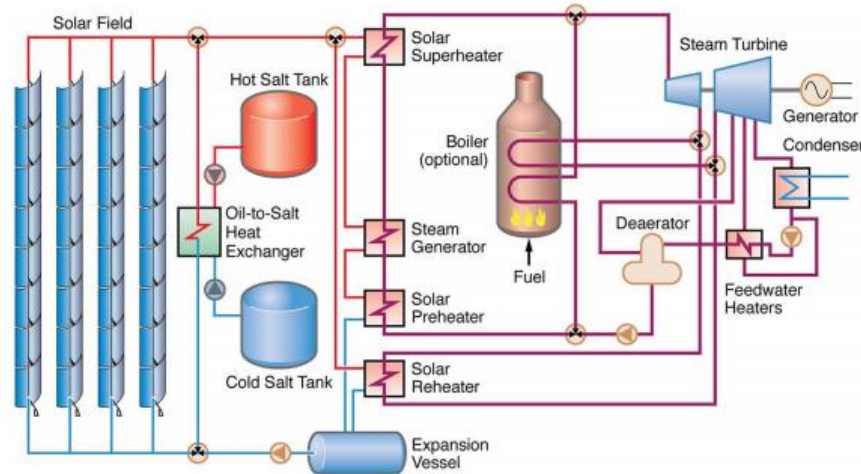 Solar Field
Solar
Superheater
Steam Turbine
Hot Salt Tank
Boiler
(optional)
Generator
Condenser
Oil-to-Salt
Heat
Exchanger
Steam
Generator
Deaerator
Fuel
Feedwater
Heaters
Solar
Preheater
Cold Salt Tank
Solar
Reheater
Expansion
Vessel